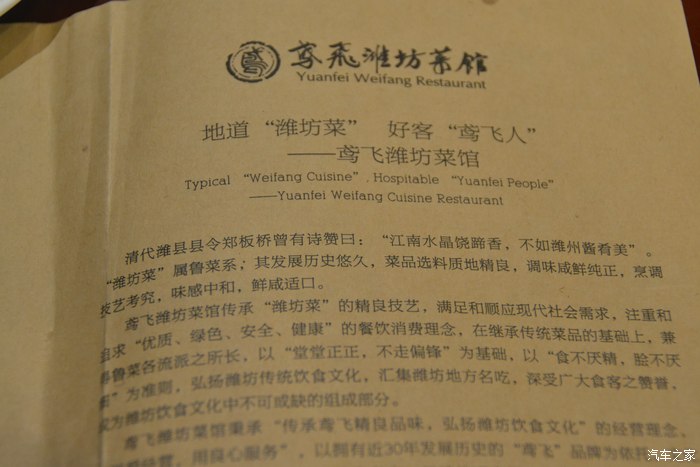 鸢飞潍坊菜馆
Yuanfei Weifang Restaurant
地道“潍坊菜” 好客“鸢飞人”
——鸢飞潍坊菜馆
Typical “Weifang Cuisine”, Hospitable “Yuanfei People”
——Yuanfei Weifang Cuisine Restaurant
清代潍县县令郑板桥曾有诗赞曰：“江南水晶饶蹄香，不如潍州酱肴美”。
“潍坊菜”属鲁菜系；其发展历史悠久，菜品选料质地精良，调味咸鲜纯正，烹调
技艺考究，味感中和，鲜咸适口。
鸢飞潍坊菜馆传承“潍坊菜”的精良技艺，满足和顺应现代社会需求，注重和
追求“优质、绿色、安全、健康”的餐饮消费理念，在继承传统菜品的基础上，兼
鲁菜各流派之所长，以“堂堂正正，不走偏锋”为基础，以“食不厌精，脍不厌
”为准则，弘扬潍坊传统饮食文化，汇集潍坊地方名吃，深受广大食客之赞誉，
成为潍坊饮食文化中不可或缺的组成部分。
鸢飞潍坊菜馆秉承“传承鸢飞精良品味，弘扬潍坊饮食文化”的经营理念，
经营，用良心服务”，以拥有近30年发展历史的“鸢飞”品牌为依托
汽车之家